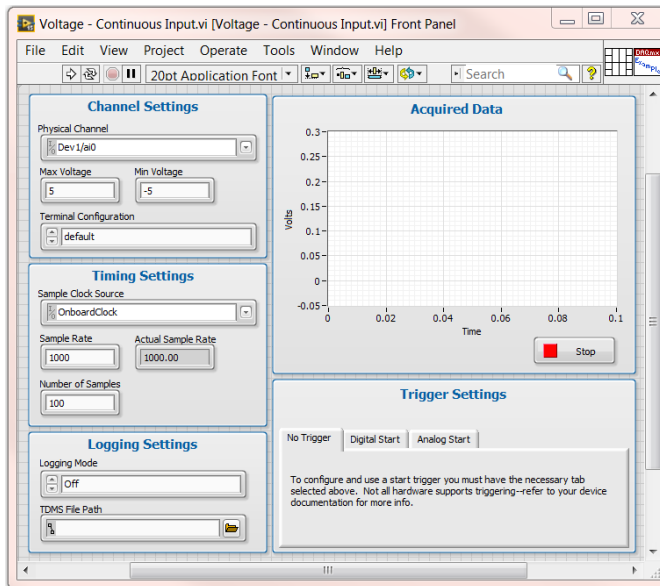 Voltage - Continuous Input.vi [Voltage - Continuous Input.vi] Front Panel
File Edit View Project Operate Tools Window Help
20pt Application Font
Search
?
DAQmx
Example
Channel Settings
Physical Channel
Dev1/ai0
Max Voltage Min Voltage
5 -5
Terminal Configuration
default
Timing Settings
Sample Clock Source
OnboardClock
Sample Rate Actual Sample Rate
1000 1000.00
Number of Samples
100
Logging Settings
Logging Mode
Off
TDMS File Path
Acquired Data
0.3
0.25
0.2
0.15
0.1
0.05
0
-0.05
Volts
0 0.02 0.04 0.06 0.08 0.1
Time
Stop
Trigger Settings
No Trigger Digital Start Analog Start
To configure and use a start trigger you must have the necessary tab
selected above. Not all hardware supports triggering--refer to your device
documentation for more info.